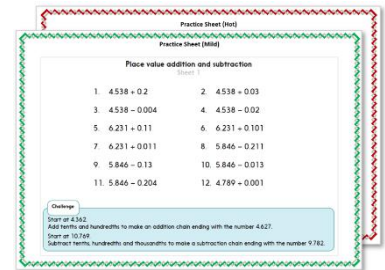 Practice Sheet (Hot)
Practice Sheet (Mild)
Place value addition and subtraction
Sheet 1
1. 4.538 + 0.2 2. 4.538 + 0.03
3. 4.538 – 0.004 4. 4.538 – 0.02
5. 6.231 + 0.11 6. 6.231 + 0.101
7. 6.231 + 0.011 8. 5.846 – 0.211
9. 5.846 – 0.13 10. 5.846 – 0.013
11. 5.846 – 0.204 12. 4.789 + 0.001
Challenge
Start at 4.362.
Add tenths and hundredths to make an addition chain ending with the number 4.627.
Start at 10.769.
Subtract tenths, hundredths and thousandths to make a subtraction chain ending with the number 9.782.